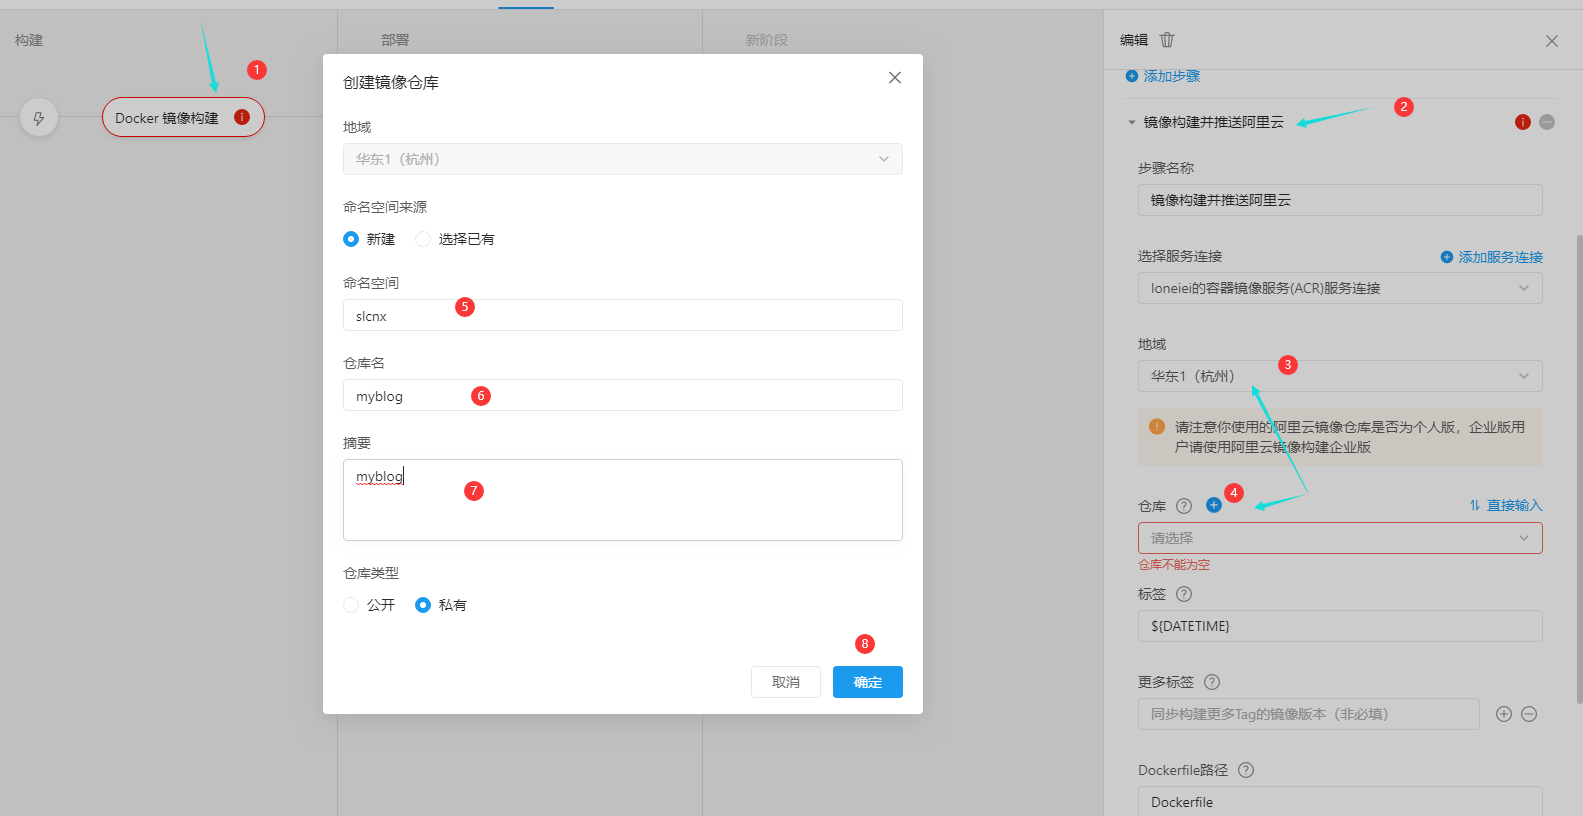 构建
部署
新阶段
1
Docker 镜像构建
创建镜像仓库
地域
华东1（杭州）
命名空间来源
新建
选择已有
命名空间
slcnx
5
仓库名
myblog
6
摘要
myblog
7
仓库类型
公开
私有
8
取消
确定
编辑
添加步骤
2
镜像构建并推送阿里云
步骤名称
镜像构建并推送阿里云
选择服务连接
添加服务连接
loneiei的容器镜像服务(ACR)服务连接
地域
3
华东1（杭州）
请注意你使用的阿里云镜像仓库是否为个人版，企业版用
户请使用阿里云镜像构建企业版
4
仓库
直接输入
请选择
仓库不能为空
标签
${DATETIME}
更多标签
同步构建更多Tag的镜像版本（非必填）
Dockerfile路径
Dockerfile